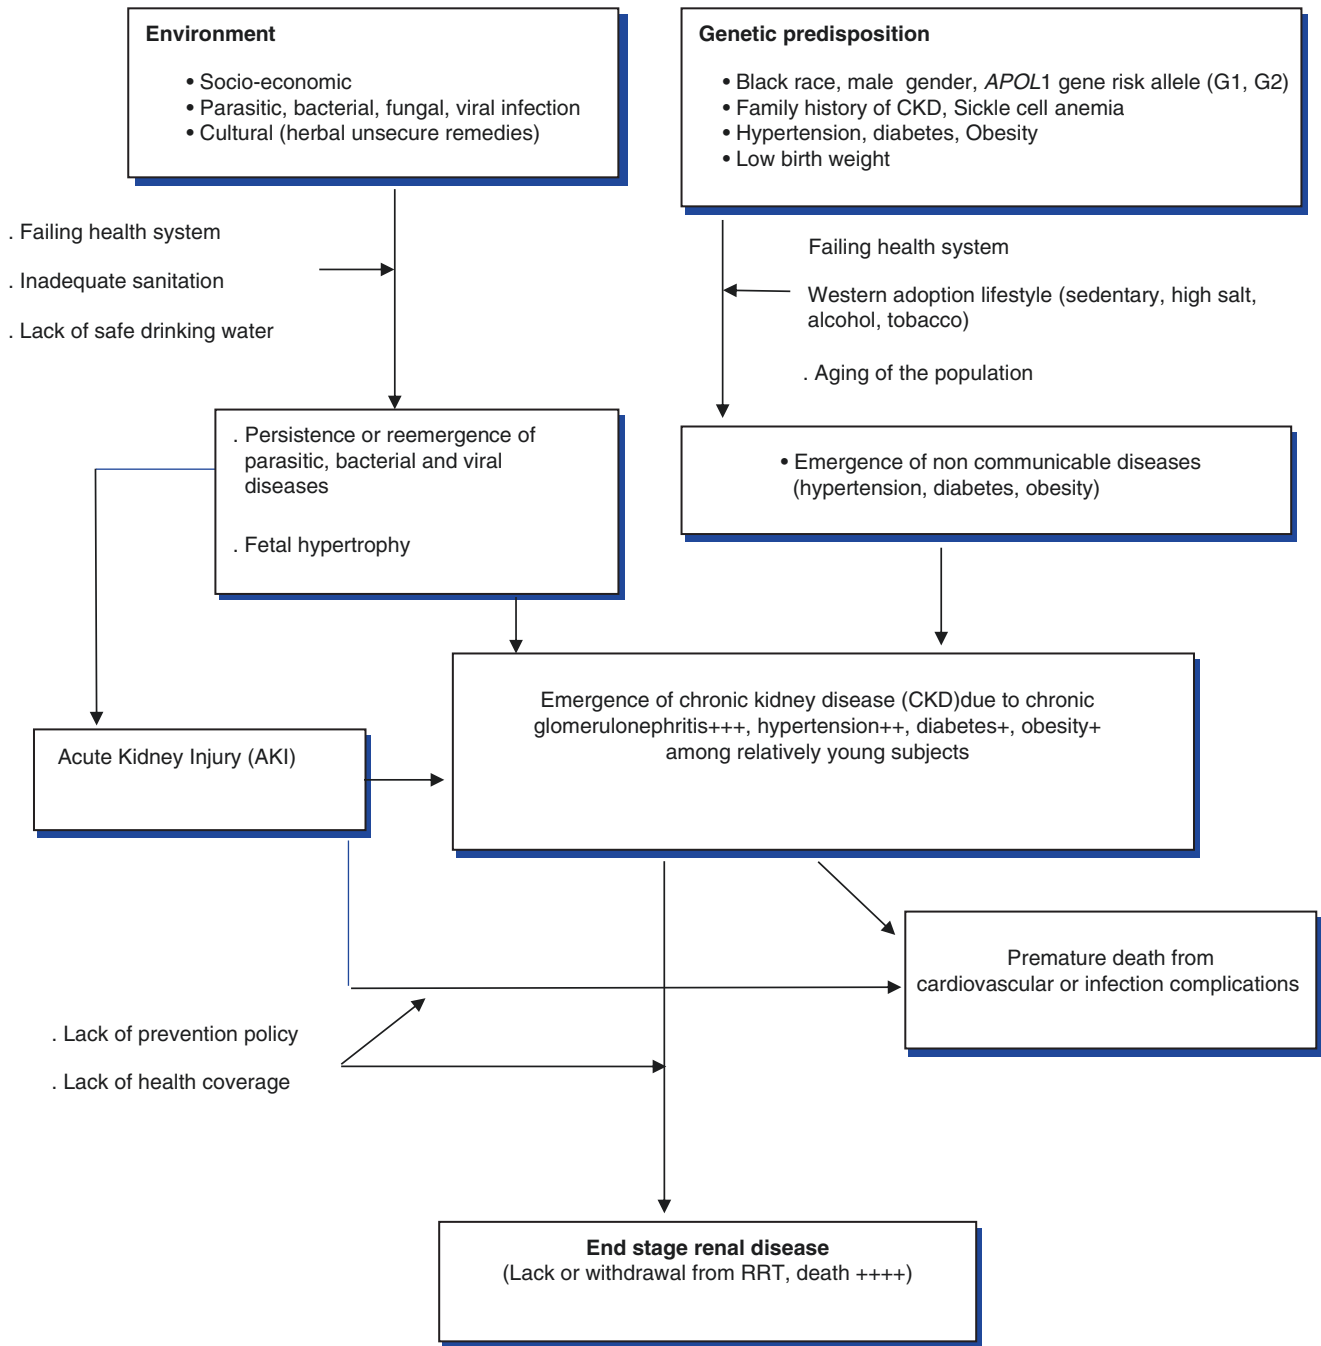 Environment
• Socio-economic
• Parasitic, bacterial, fungal, viral infection
• Cultural (herbal unsecure remedies)
Genetic predisposition
• Black race, male gender, APOL1 gene risk allele (G1, G2)
• Family history of CKD, Sickle cell anemia
• Hypertension, diabetes, Obesity
• Low birth weight
. Failing health system
. Inadequate sanitation
. Lack of safe drinking water
Failing health system
Western adoption lifestyle (sedentary, high salt,
alcohol, tobacco)
. Aging of the population
. Persistence or reemergence of
parasitic, bacterial and viral
diseases
. Fetal hypertrophy
• Emergence of non communicable diseases
(hypertension, diabetes, obesity)
Emergence of chronic kidney disease (CKD)due to chronic
glomerulonephritis+++, hypertension++, diabetes+, obesity+
among relatively young subjects
Acute Kidney Injury (AKI)
Premature death from
cardiovascular or infection complications
. Lack of prevention policy
. Lack of health coverage
End stage renal disease
(Lack or withdrawal from RRT, death ++++)